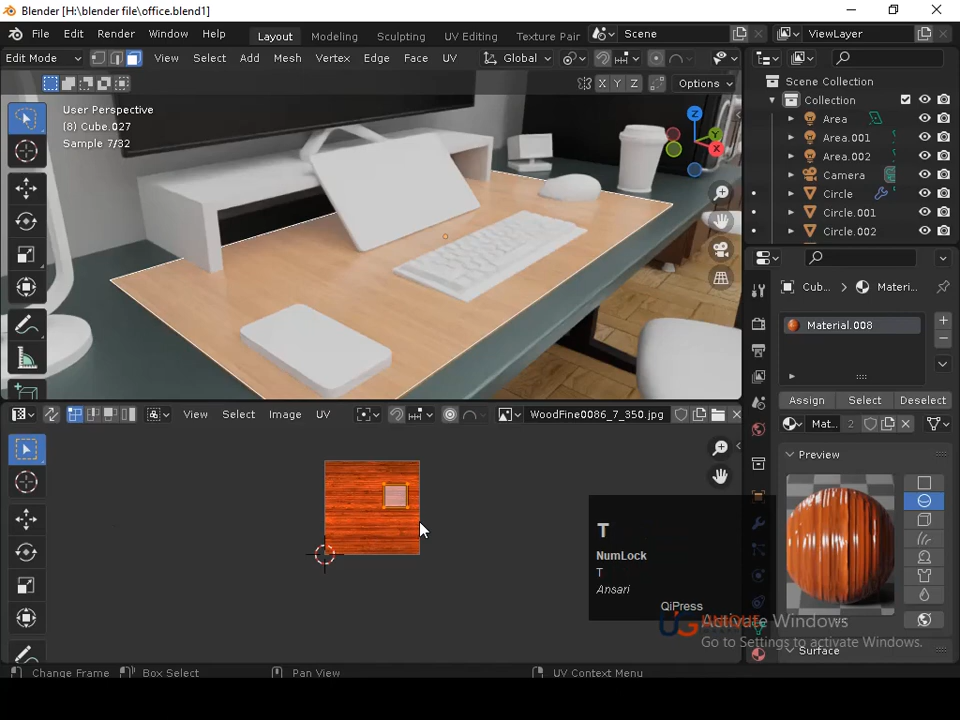 Blender [H:\blender file\office.blend1]
File Edit Render Window Help Layout Modeling Sculpting UV Editing Texture Pair Scene ViewLayer
Edit Mode View Select Add Mesh Vertex Edge Face UV Global
X Y Z Options
User Perspective
(8) Cube.027
Sample 7/32
Z
Y
X
Scene Collection
Collection
Area
Area.001
Area.002
Camera
Circle
Circle.001
Circle.002
Cub... Materi...
Material.008
Assign Select Deselect
Mat... 2
Preview
Surface
View Select Image UV WoodFine0086_7_350.jpg
T
NumLock
T
Ansari
QiPress
UG
Activate Windows
Go to Settings to activate Windows.
Change Frame Box Select Pan View UV Context Menu